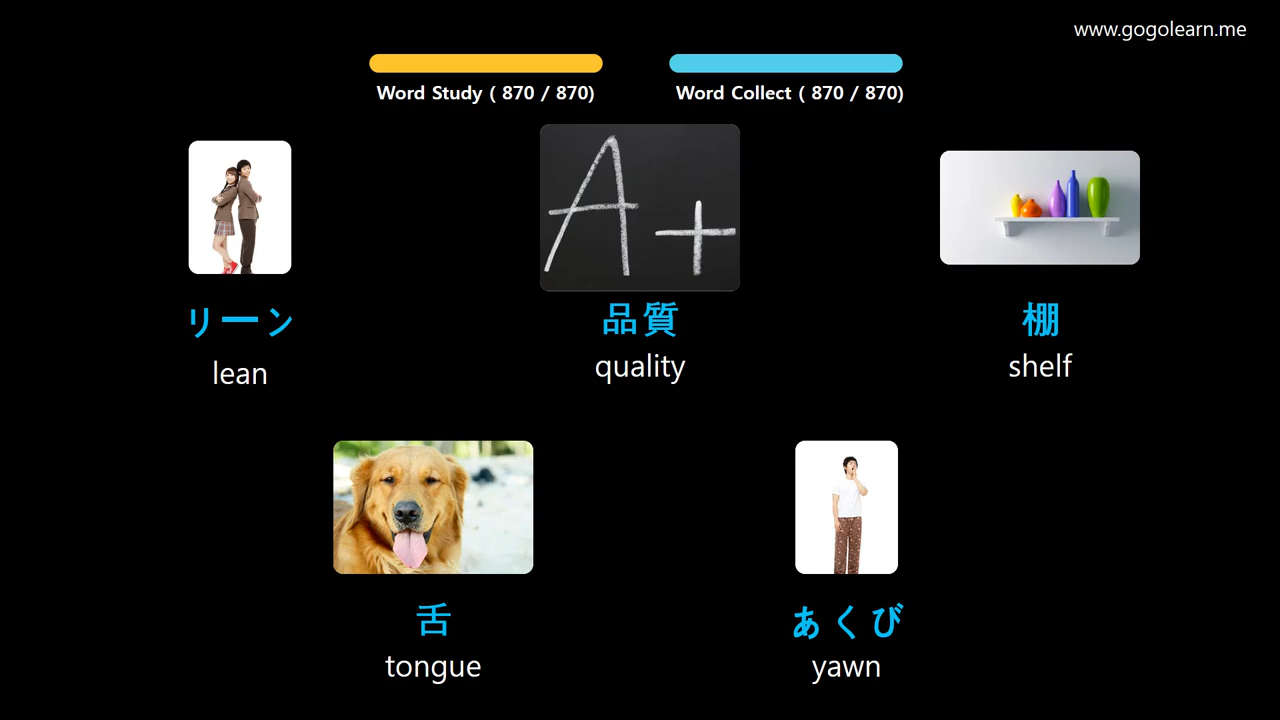 www.gogolearn.me
Word Study ( 870 / 870)
Word Collect ( 870 / 870)
A+
リーン
lean
品質
quality
棚
shelf
舌
tongue
あくび
yawn